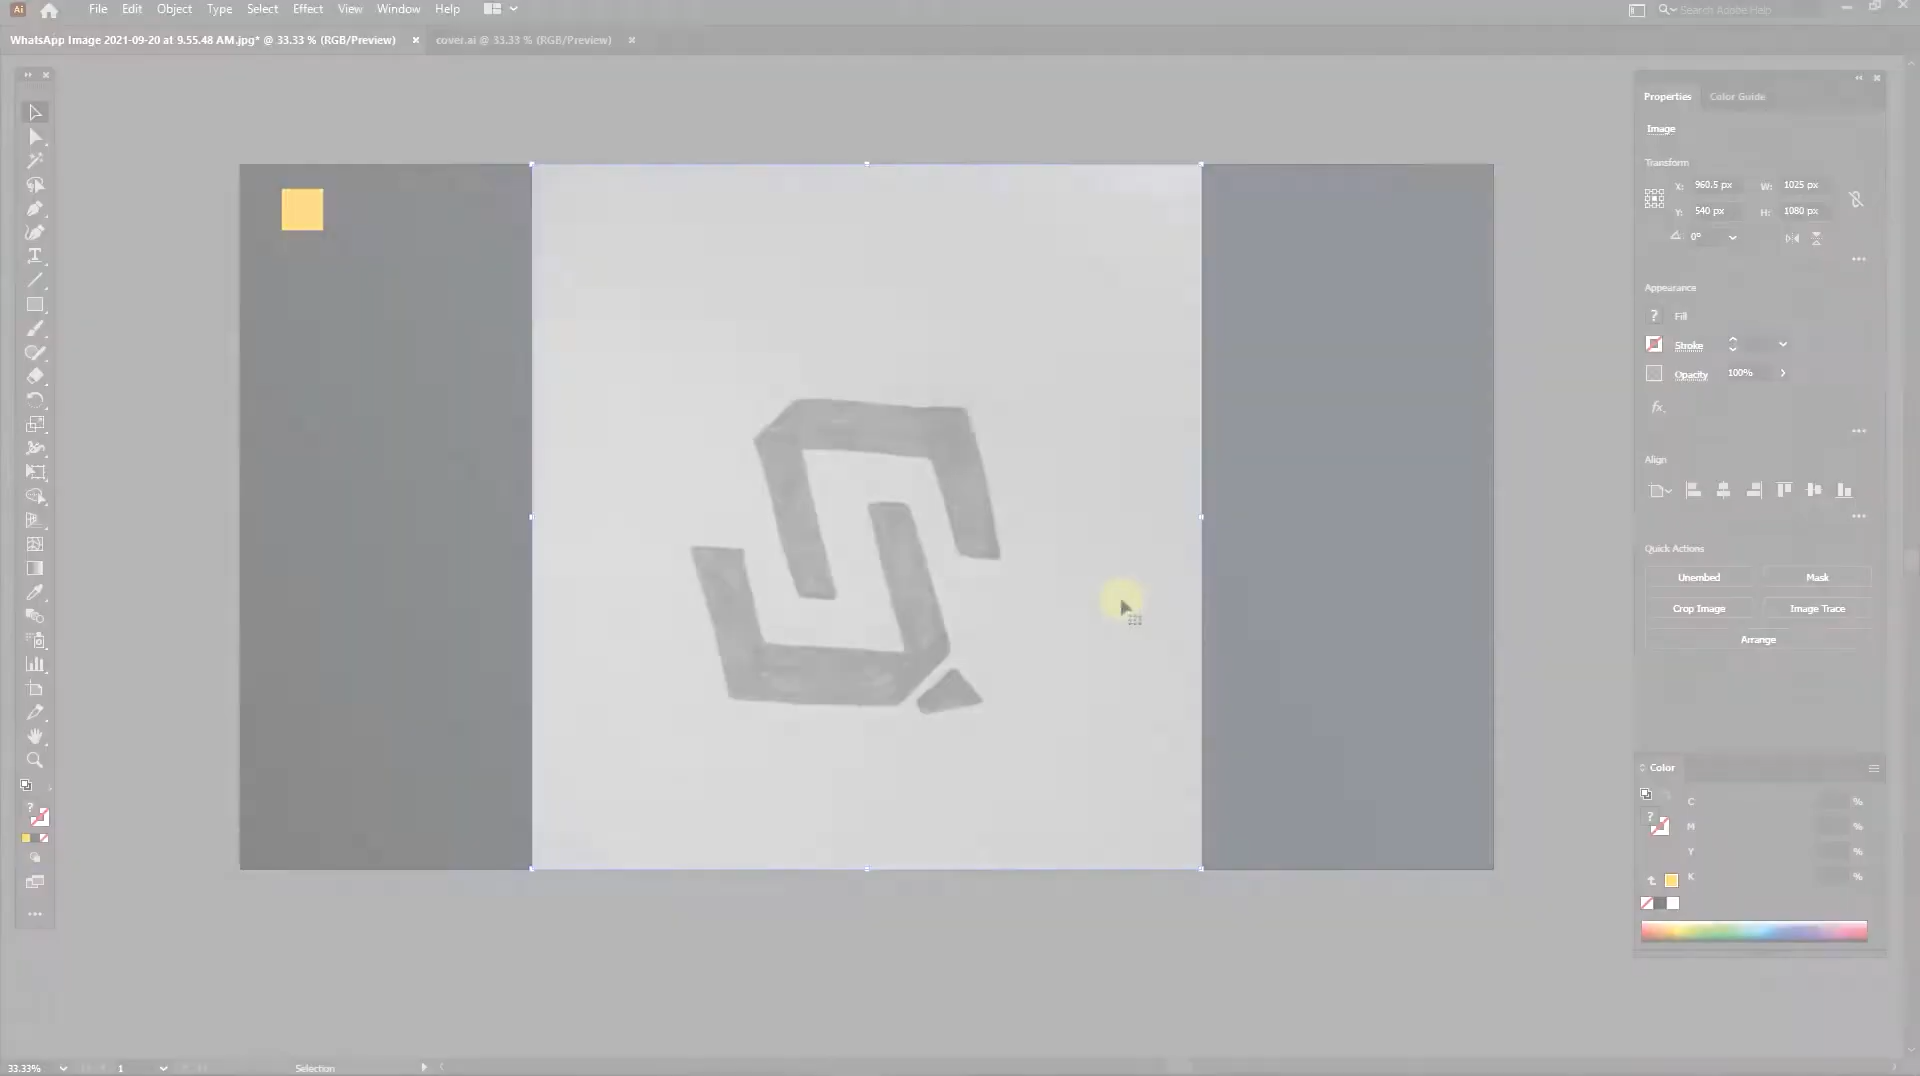 Ai File Edit Object Type Select Effect View Window Help Search Adobe Help
WhatsApp Image 2021-09-20 at 9.55.48 AM.jpg* @ 33.33 % (RGB/Preview) cover.ai @ 33.33 % (RGB/Preview)
Properties Color Guide
Image
Transform
X: 960.5 px W: 1025 px
Y: 540 px H: 1080 px
0°
Appearance
? Fill
Stroke
Opacity 100%
fx
Align
Quick Actions
Unembed Mask
Crop Image Image Trace
Arrange
Color
C %
M %
Y %
K %
33.33% 1 Selection